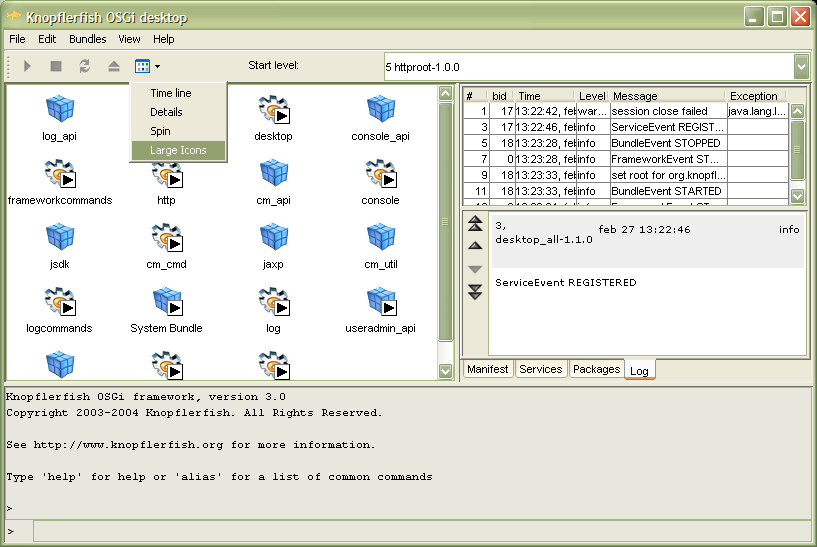 Knopflerfish OSGi desktop
File Edit Bundles View Help
Start level:
5 httproot-1.0.0
Time line
Details
Spin
Large Icons
log_api
desktop
console_api
frameworkcommands
http
cm_api
console
jsdk
cm_cmd
jaxp
cm_util
logcommands
System Bundle
log
useradmin_api
# bid Time Level Message Exception
1 17 13:22:42, feb war... session close failed java.lang.I...
3 17 13:22:46, feb info ServiceEvent REGIST...
5 18 13:23:28, feb info BundleEvent STOPPED
7 0 13:23:28, feb info FrameworkEvent ST...
9 18 13:23:33, feb info set root for org.knopfl...
11 18 13:23:33, feb info BundleEvent STARTED
3,
desktop_all-1.1.0
feb 27 13:22:46
info
ServiceEvent REGISTERED
Manifest Services Packages Log
Knopflerfish OSGi framework, version 3.0
Copyright 2003-2004 Knopflerfish. All Rights Reserved.
See http://www.knopflerfish.org for more information.
Type 'help' for help or 'alias' for a list of common commands
>
>